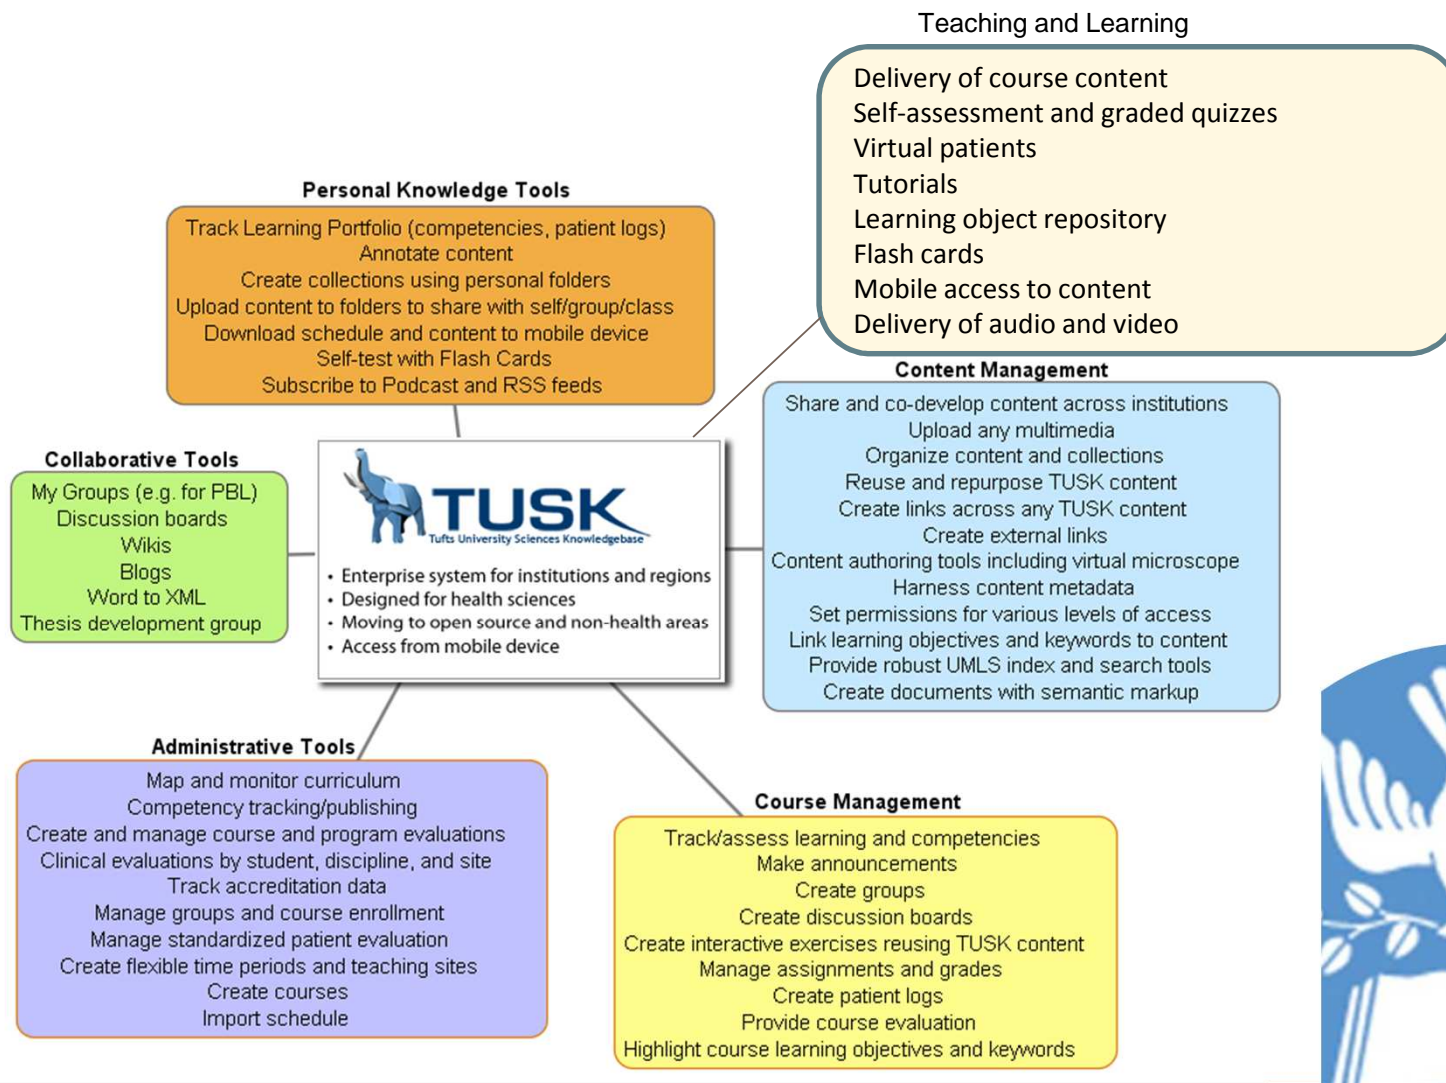 Teaching and Learning
Delivery of course content
Self-assessment and graded quizzes
Virtual patients
Tutorials
Learning object repository
Flash cards
Mobile access to content
Delivery of audio and video
Personal Knowledge Tools
Track Learning Portfolio (competencies, patient logs)
Annotate content
Create collections using personal folders
Upload content to folders to share with self/group/class
Download schedule and content to mobile device
Self-test with Flash Cards
Subscribe to Podcast and RSS feeds
Content Management
Share and co-develop content across institutions
Upload any multimedia
Organize content and collections
Reuse and repurpose TUSK content
Create links across any TUSK content
Create external links
Content authoring tools including virtual microscope
Harness content metadata
Set permissions for various levels of access
Link learning objectives and keywords to content
Provide robust UMLS index and search tools
Create documents with semantic markup
Collaborative Tools
My Groups (e.g. for PBL)
Discussion boards
Wikis
Blogs
Word to XML
Thesis development group
TUSK
Tufts University Sciences Knowledgebase
• Enterprise system for institutions and regions
• Designed for health sciences
• Moving to open source and non-health areas
• Access from mobile device
Administrative Tools
Map and monitor curriculum
Competency tracking/publishing
Create and manage course and program evaluations
Clinical evaluations by student, discipline, and site
Track accreditation data
Manage groups and course enrollment
Manage standardized patient evaluation
Create flexible time periods and teaching sites
Create courses
Import schedule
Course Management
Track/assess learning and competencies
Make announcements
Create groups
Create discussion boards
Create interactive exercises reusing TUSK content
Manage assignments and grades
Create patient logs
Provide course evaluation
Highlight course learning objectives and keywords